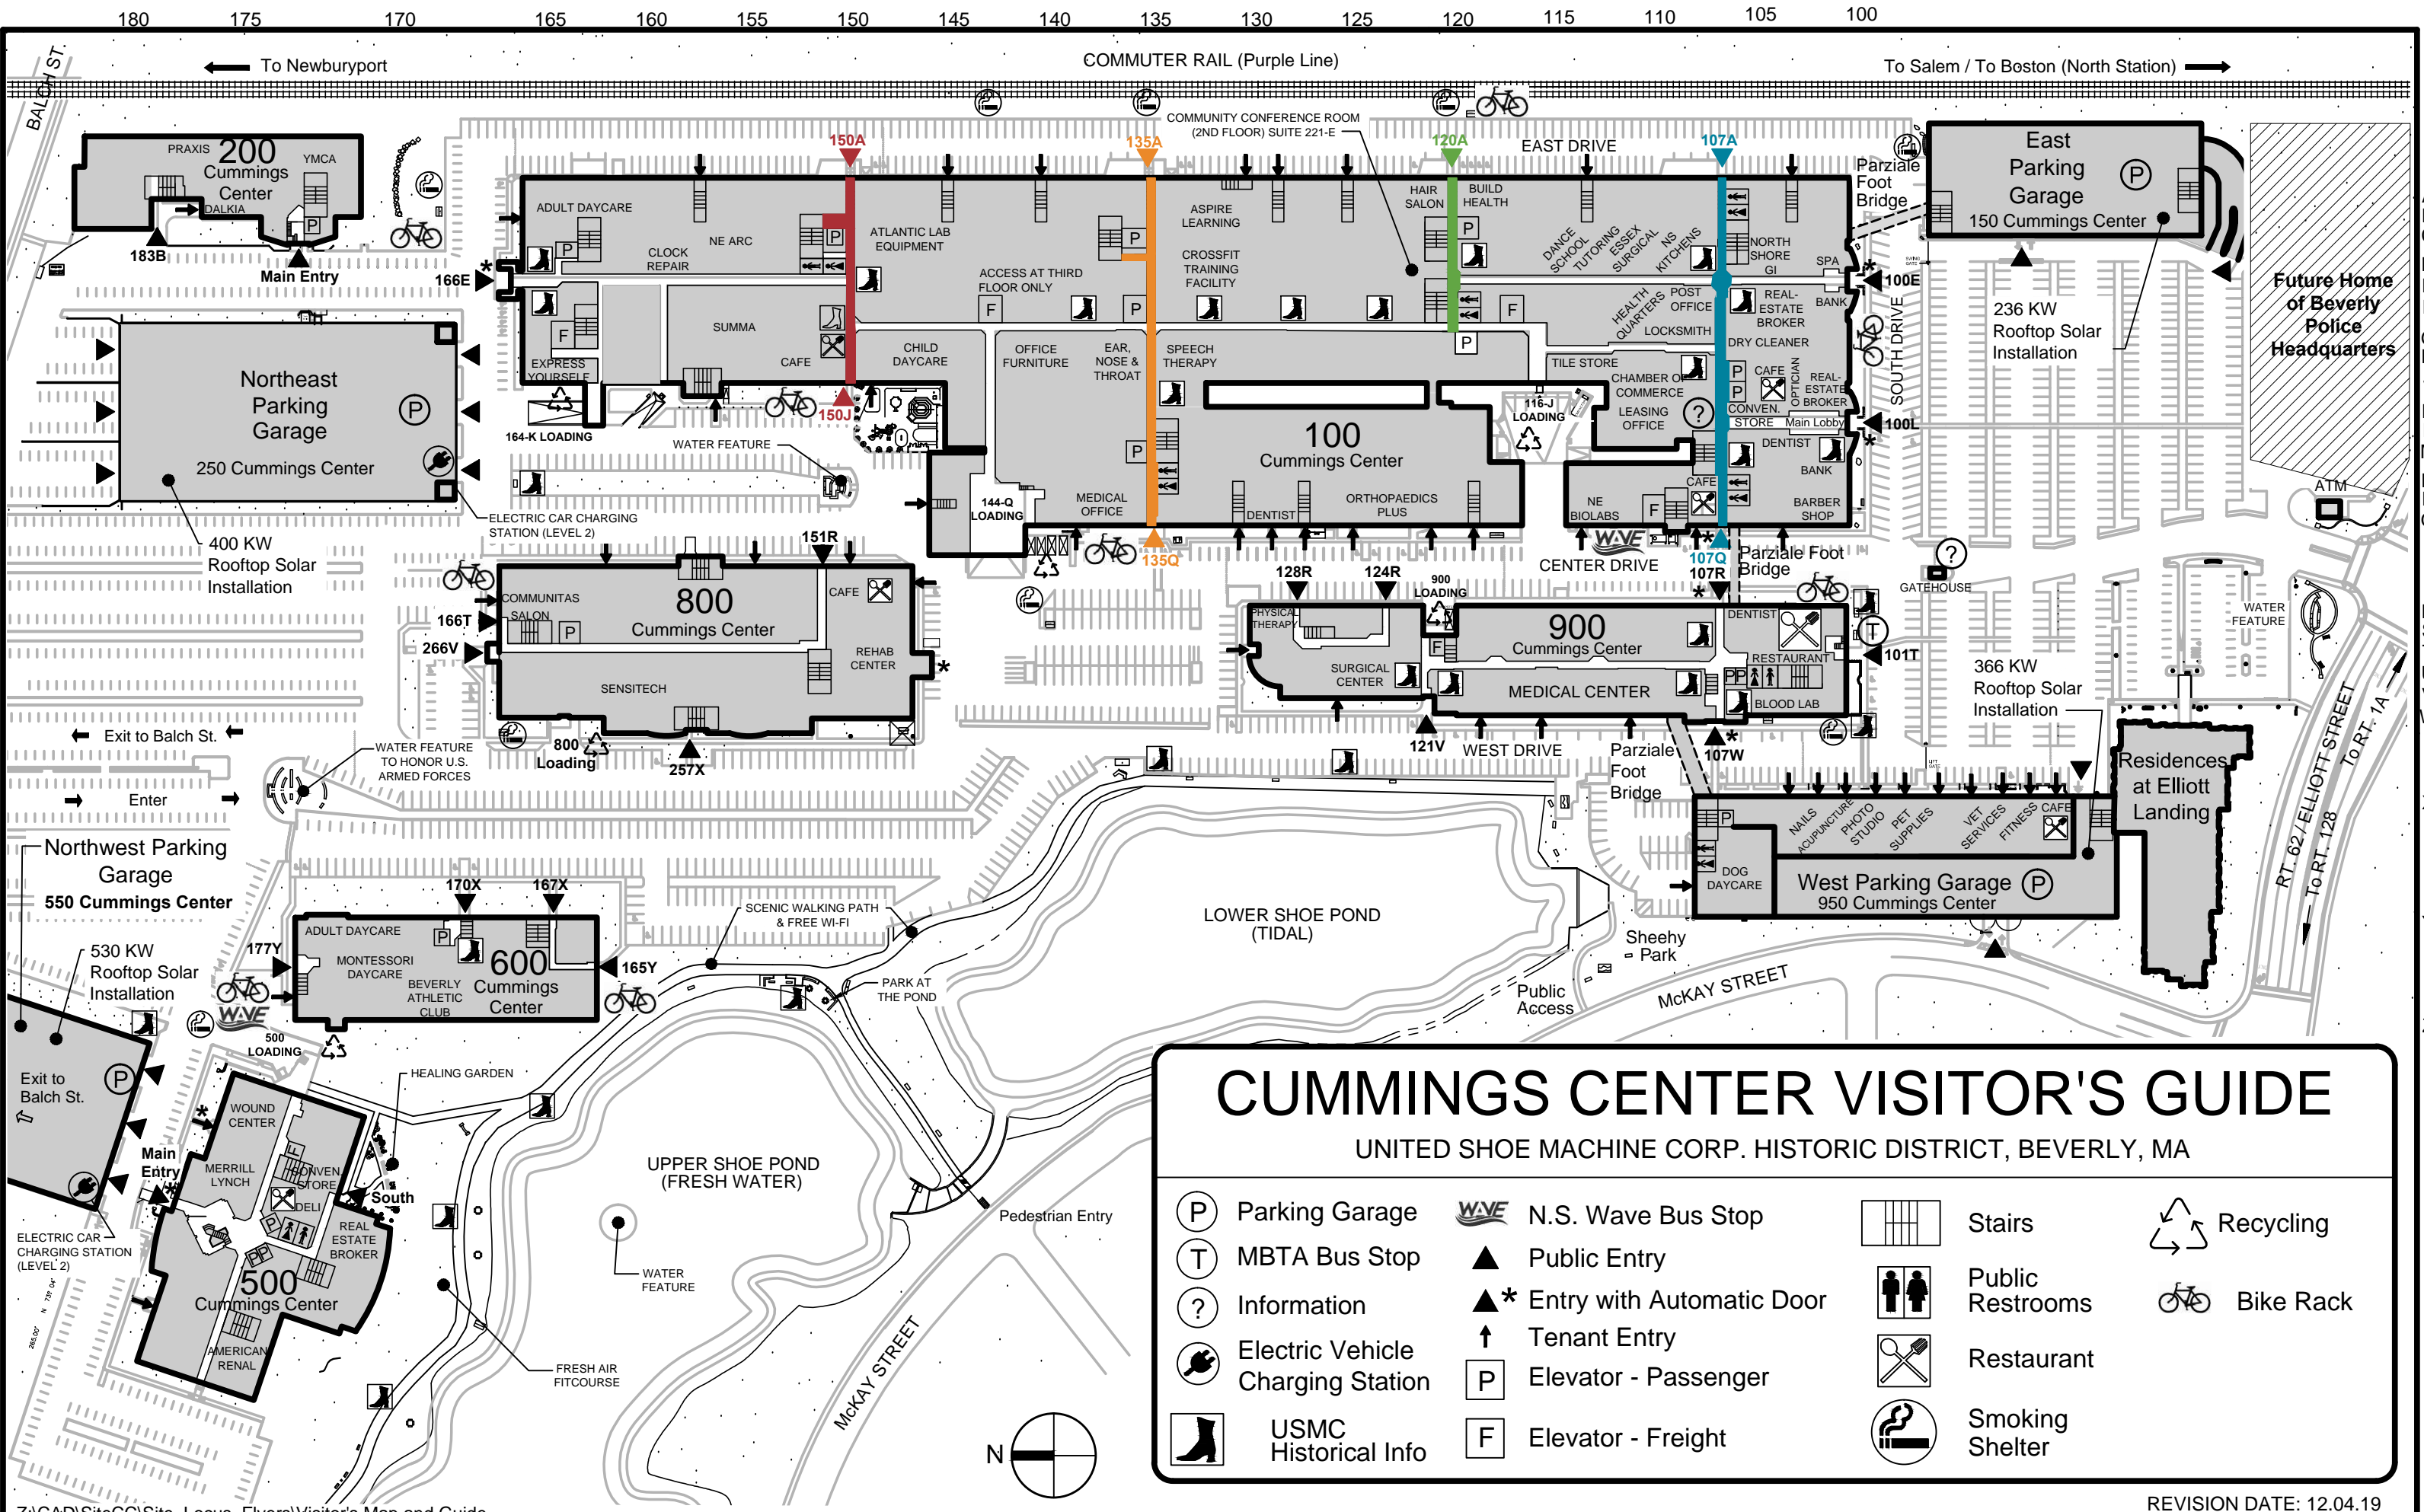 180 175 170 165 160 155 150 145 140 135 130 125 120 115 110 105 100
BALCH ST.
To Newburyport
COMMUTER RAIL (Purple Line)
To Salem / To Boston (North Station)
COMMUNITY CONFERENCE ROOM
(2ND FLOOR) SUITE 221-E
150A
135A
120A
107A
EAST DRIVE
PRAXIS
200
Cummings
Center
YMCA
DALKIA
P
183B
Main Entry
166E
ADULT DAYCARE
CLOCK
REPAIR
NE ARC
ATLANTIC LAB
EQUIPMENT
ACCESS AT THIRD
FLOOR ONLY
ASPIRE
LEARNING
CROSSFIT
TRAINING
FACILITY
HAIR
SALON
BUILD
HEALTH
DANCE
SCHOOL
TUTORING
ESSEX
SURGICAL
NS
KITCHENS
NORTH
SHORE
GI
SPA
BANK
100E
Parziale
Foot
Bridge
East
Parking
Garage
150 Cummings Center
P
236 KW
Rooftop Solar
Installation
Future Home
of Beverly
Police
Headquarters
EXPRESS
YOURSELF
SUMMA
CAFE
CHILD
DAYCARE
OFFICE
FURNITURE
EAR,
NOSE &
THROAT
SPEECH
THERAPY
HEALTH
QUARTERS
POST
OFFICE
LOCKSMITH
REAL-
ESTATE
BROKER
DRY CLEANER
TILE STORE
CHAMBER OF
COMMERCE
LEASING
OFFICE
CAFE
OPTICIAN
REAL-
ESTATE
BROKER
CONVEN.
STORE
Main Lobby
100L
SOUTH DRIVE
DENTIST
BANK
BARBER
SHOP
CAFE
NE
BIOLABS
116-J
LOADING
100
Cummings Center
MEDICAL
OFFICE
DENTIST
ORTHOPAEDICS
PLUS
144-Q
LOADING
150J
164-K LOADING
WATER FEATURE
Northeast
Parking
Garage
250 Cummings Center
P
400 KW
Rooftop Solar
Installation
ELECTRIC CAR CHARGING
STATION (LEVEL 2)
151R
135Q
128R
124R
900
LOADING
WAVE
CENTER DRIVE
107Q
107R
Parziale Foot
Bridge
ATM
GATEHOUSE
WATER
FEATURE
COMMUNITAS
SALON
800
Cummings Center
CAFE
REHAB
CENTER
SENSITECH
166T
266V
800
Loading
257X
PHYSICAL
THERAPY
SURGICAL
CENTER
900
Cummings Center
MEDICAL CENTER
DENTIST
RESTAURANT
BLOOD LAB
T
101T
121V
WEST DRIVE
107W
Parziale
Foot
Bridge
366 KW
Rooftop Solar
Installation
Residences
at Elliott
Landing
RT. 62 / ELLIOTT STREET
To RT. 1A
To RT. 128
Exit to Balch St.
Enter
WATER FEATURE
TO HONOR U.S.
ARMED FORCES
Northwest Parking
Garage
550 Cummings Center
530 KW
Rooftop Solar
Installation
170X
167X
177Y
165Y
ADULT DAYCARE
MONTESSORI
DAYCARE
BEVERLY
ATHLETIC
CLUB
600
Cummings
Center
SCENIC WALKING PATH
& FREE WI-FI
PARK AT
THE POND
LOWER SHOE POND
(TIDAL)
Public
Access
Sheehy
Park
McKAY STREET
NAILS
ACUPUNCTURE
PHOTO
STUDIO
PET
SUPPLIES
VET
SERVICES
FITNESS
CAFE
DOG
DAYCARE
West Parking Garage
950 Cummings Center
P
WAVE
500
LOADING
Exit to
Balch St.
P
HEALING GARDEN
WOUND
CENTER
MERRILL
LYNCH
CONVEN.
STORE
DELI
REAL
ESTATE
BROKER
500
Cummings Center
AMERICAN
RENAL
Main
Entry
South
ELECTRIC CAR
CHARGING STATION
(LEVEL 2)
UPPER SHOE POND
(FRESH WATER)
WATER
FEATURE
FRESH AIR
FITCOURSE
Pedestrian Entry
McKAY STREET
N
CUMMINGS CENTER VISITOR'S GUIDE
UNITED SHOE MACHINE CORP. HISTORIC DISTRICT, BEVERLY, MA
P Parking Garage
T MBTA Bus Stop
? Information
Electric Vehicle
Charging Station
USMC
Historical Info
WAVE N.S. Wave Bus Stop
Public Entry
* Entry with Automatic Door
Tenant Entry
P Elevator - Passenger
F Elevator - Freight
Stairs
Public
Restrooms
Restaurant
Smoking
Shelter
Recycling
Bike Rack
REVISION DATE: 12.04.19
Z:\CAD\SiteCC\Site_Locus_Flyers\Visitor's Map and Guide